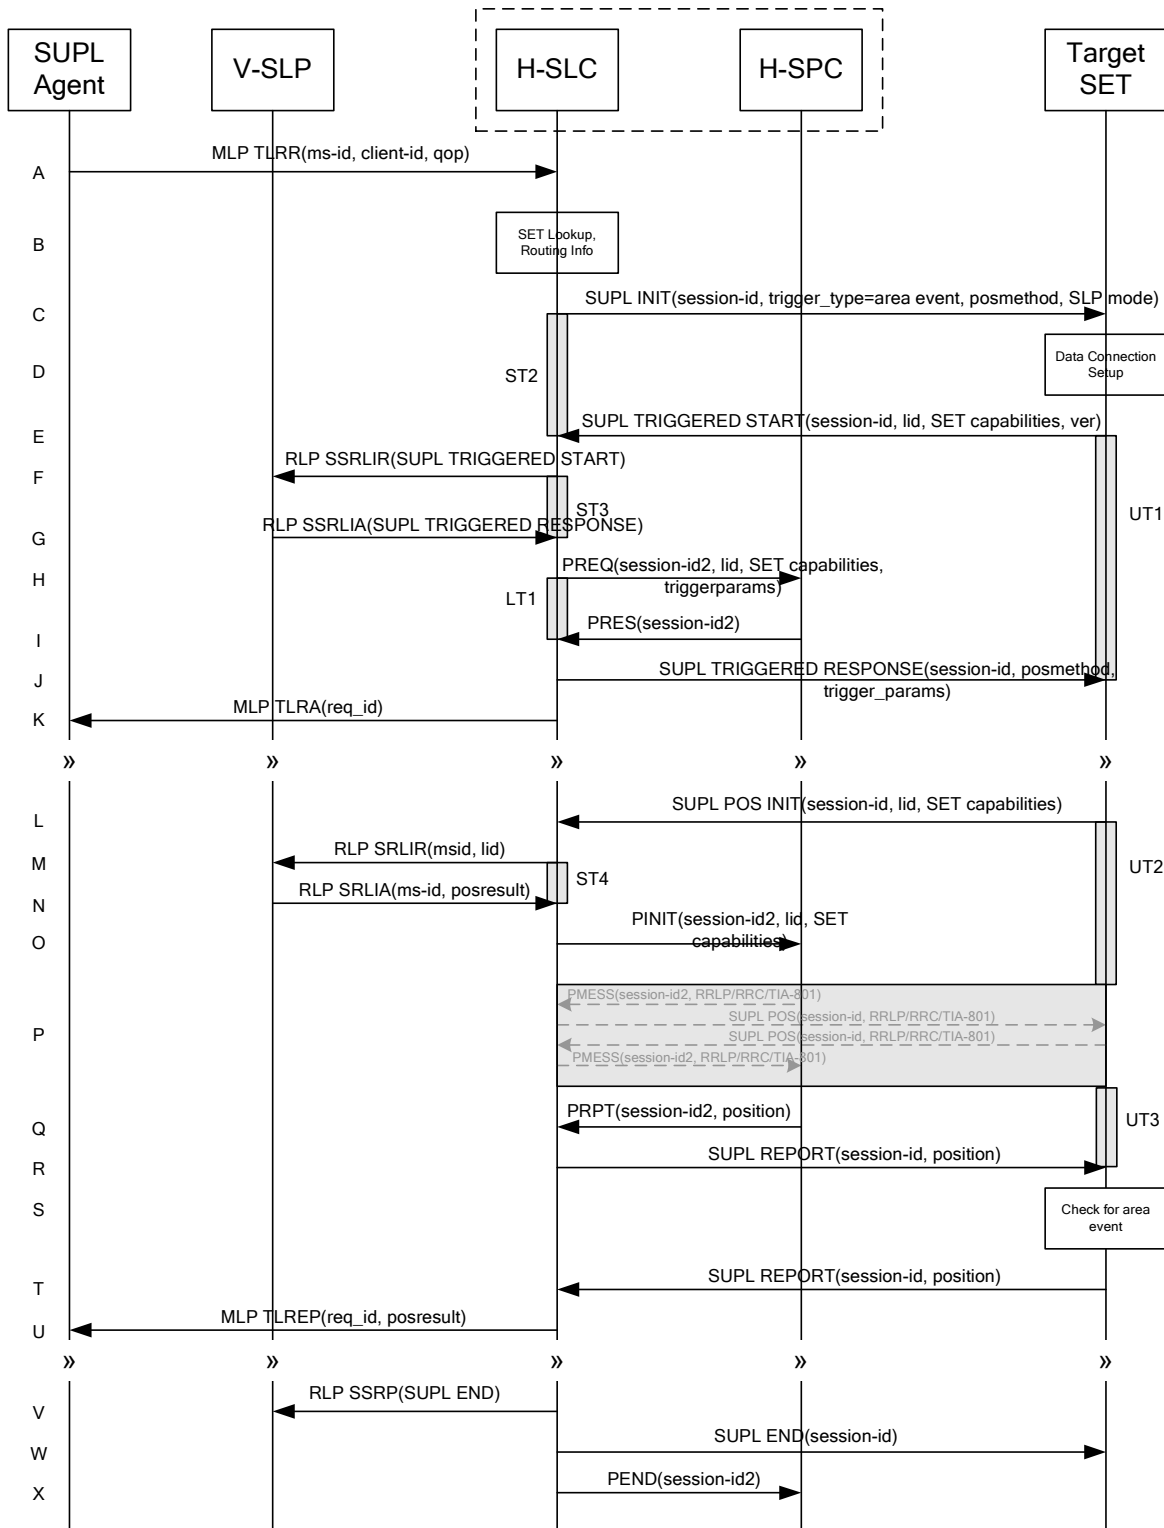 SUPL
Agent
V-SLP
H-SLC
H-SPC
Target
SET
A
MLP TLRR(ms-id, client-id, qop)
B
SET Lookup,
Routing Info
C
SUPL INIT(session-id, trigger_type=area event, posmethod, SLP mode)
D
ST2
Data Connection
Setup
E
SUPL TRIGGERED START(session-id, lid, SET capabilities, ver)
F
RLP SSRLIR(SUPL TRIGGERED START)
ST3
UT1
G
RLP SSRLIA(SUPL TRIGGERED RESPONSE)
H
PREQ(session-id2, lid, SET capabilities,
triggerparams)
LT1
I
PRES(session-id2)
J
SUPL TRIGGERED RESPONSE(session-id, posmethod,
trigger_params)
K
MLP TLRA(req_id)
» » » » »
L
SUPL POS INIT(session-id, lid, SET capabilities)
M
RLP SRLIR(msid, lid)
ST4
UT2
N
RLP SRLIA(ms-id, posresult)
O
PINIT(session-id2, lid, SET
capabilities)
P
PMESS(session-id2, RRLP/RRC/TIA-801)
SUPL POS(session-id, RRLP/RRC/TIA-801)
SUPL POS(session-id, RRLP/RRC/TIA-801)
PMESS(session-id2, RRLP/RRC/TIA-801)
Q
PRPT(session-id2, position)
UT3
R
SUPL REPORT(session-id, position)
S
Check for area
event
T
SUPL REPORT(session-id, position)
U
MLP TLREP(req_id, posresult)
» » » » »
V
RLP SSRP(SUPL END)
W
SUPL END(session-id)
X
PEND(session-id2)